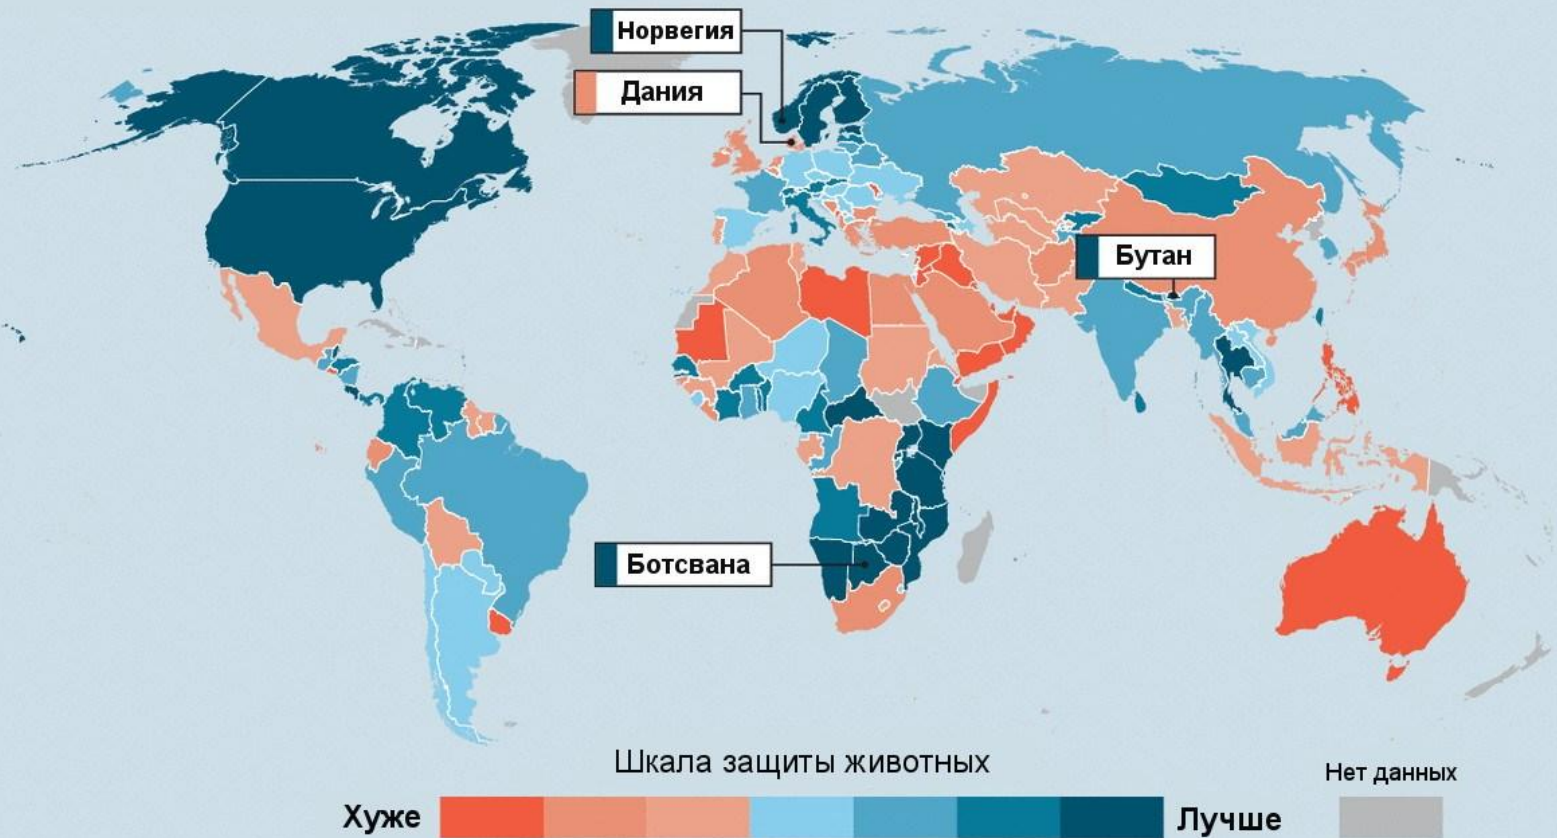 Норвегия
Дания
Бутан
Ботсвана
Шкала защиты животных
Нет данных
Хуже
Лучше